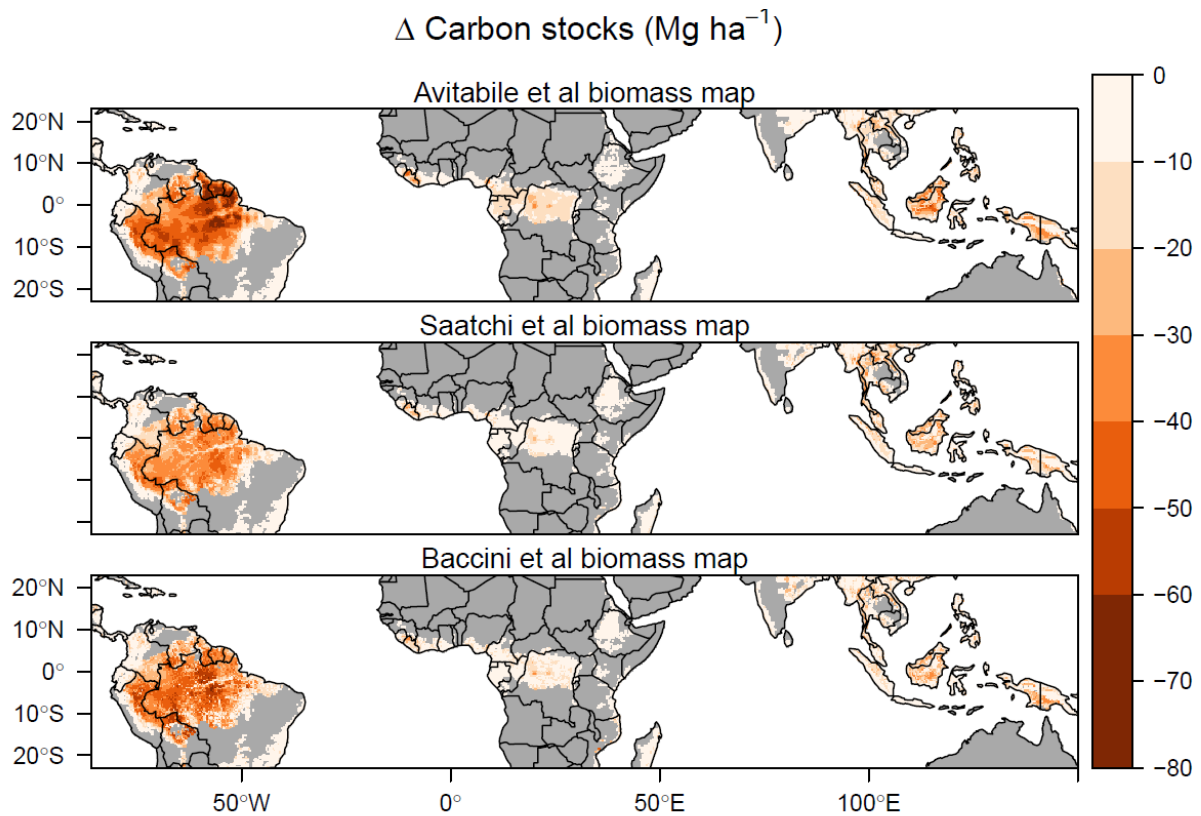 Δ Carbon stocks (Mg ha⁻¹)
Avitabile et al biomass map
20°N
10°N
0°
10°S
20°S
Saatchi et al biomass map
Baccini et al biomass map
20°N
10°N
0°
10°S
20°S
50°W
0°
50°E
100°E
0
−10
−20
−30
−40
−50
−60
−70
−80